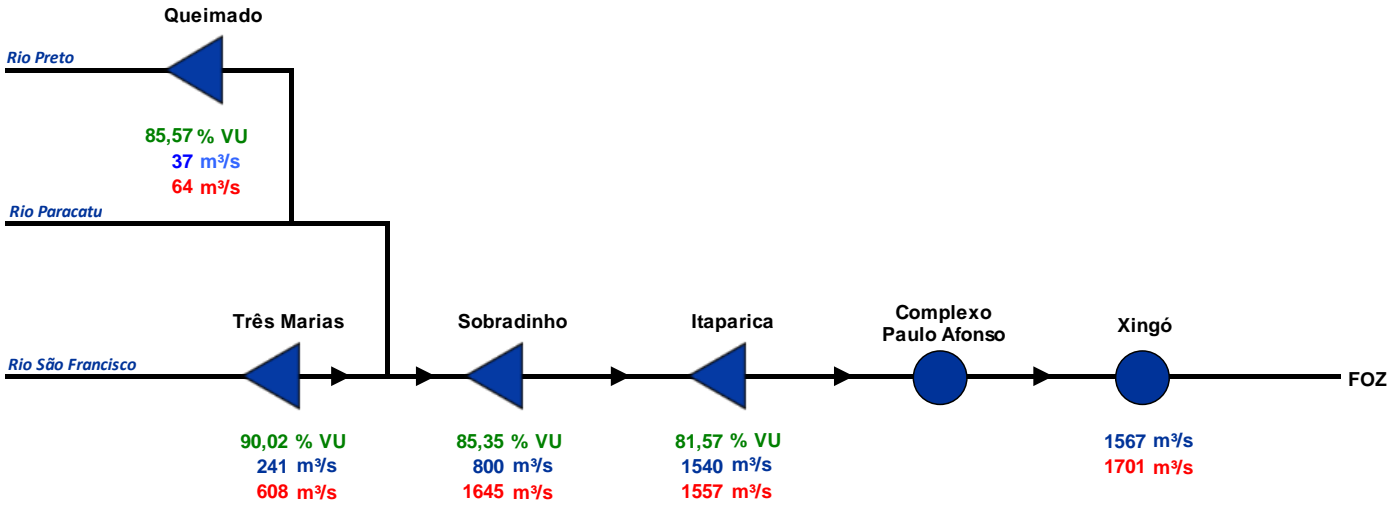 Queimado
Rio Preto
85,57 % VU
37 m³/s
64 m³/s
Rio Paracatu
Três Marias
Sobradinho
Itaparica
Complexo
Paulo Afonso
Xingó
Rio São Francisco
FOZ
90,02 % VU
241 m³/s
608 m³/s
85,35 % VU
800 m³/s
1645 m³/s
81,57 % VU
1540 m³/s
1557 m³/s
1567 m³/s
1701 m³/s